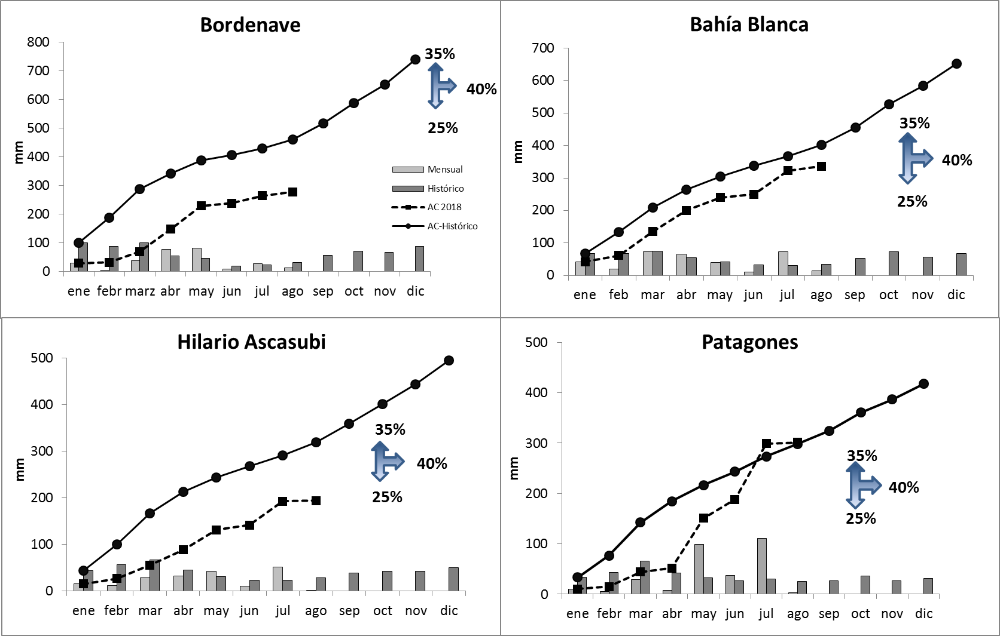 Bordenave
800
700
600
500
400
300
200
100
0
mm
ene febr marz abr may jun jul ago sep oct nov dic
35%
40%
25%
Mensual
Histórico
AC 2018
AC-Histórico
Bahía Blanca
700
600
500
400
300
200
100
0
mm
ene feb mar abr may jun jul ago sep oct nov dic
35%
40%
25%
Hilario Ascasubi
500
400
300
200
100
0
mm
ene febr mar abr may jun jul ago sep oct nov dic
35%
40%
25%
Patagones
500
400
300
200
100
0
mm
ene febr mar abr may jun jul ago sep oct nov dic
35%
40%
25%